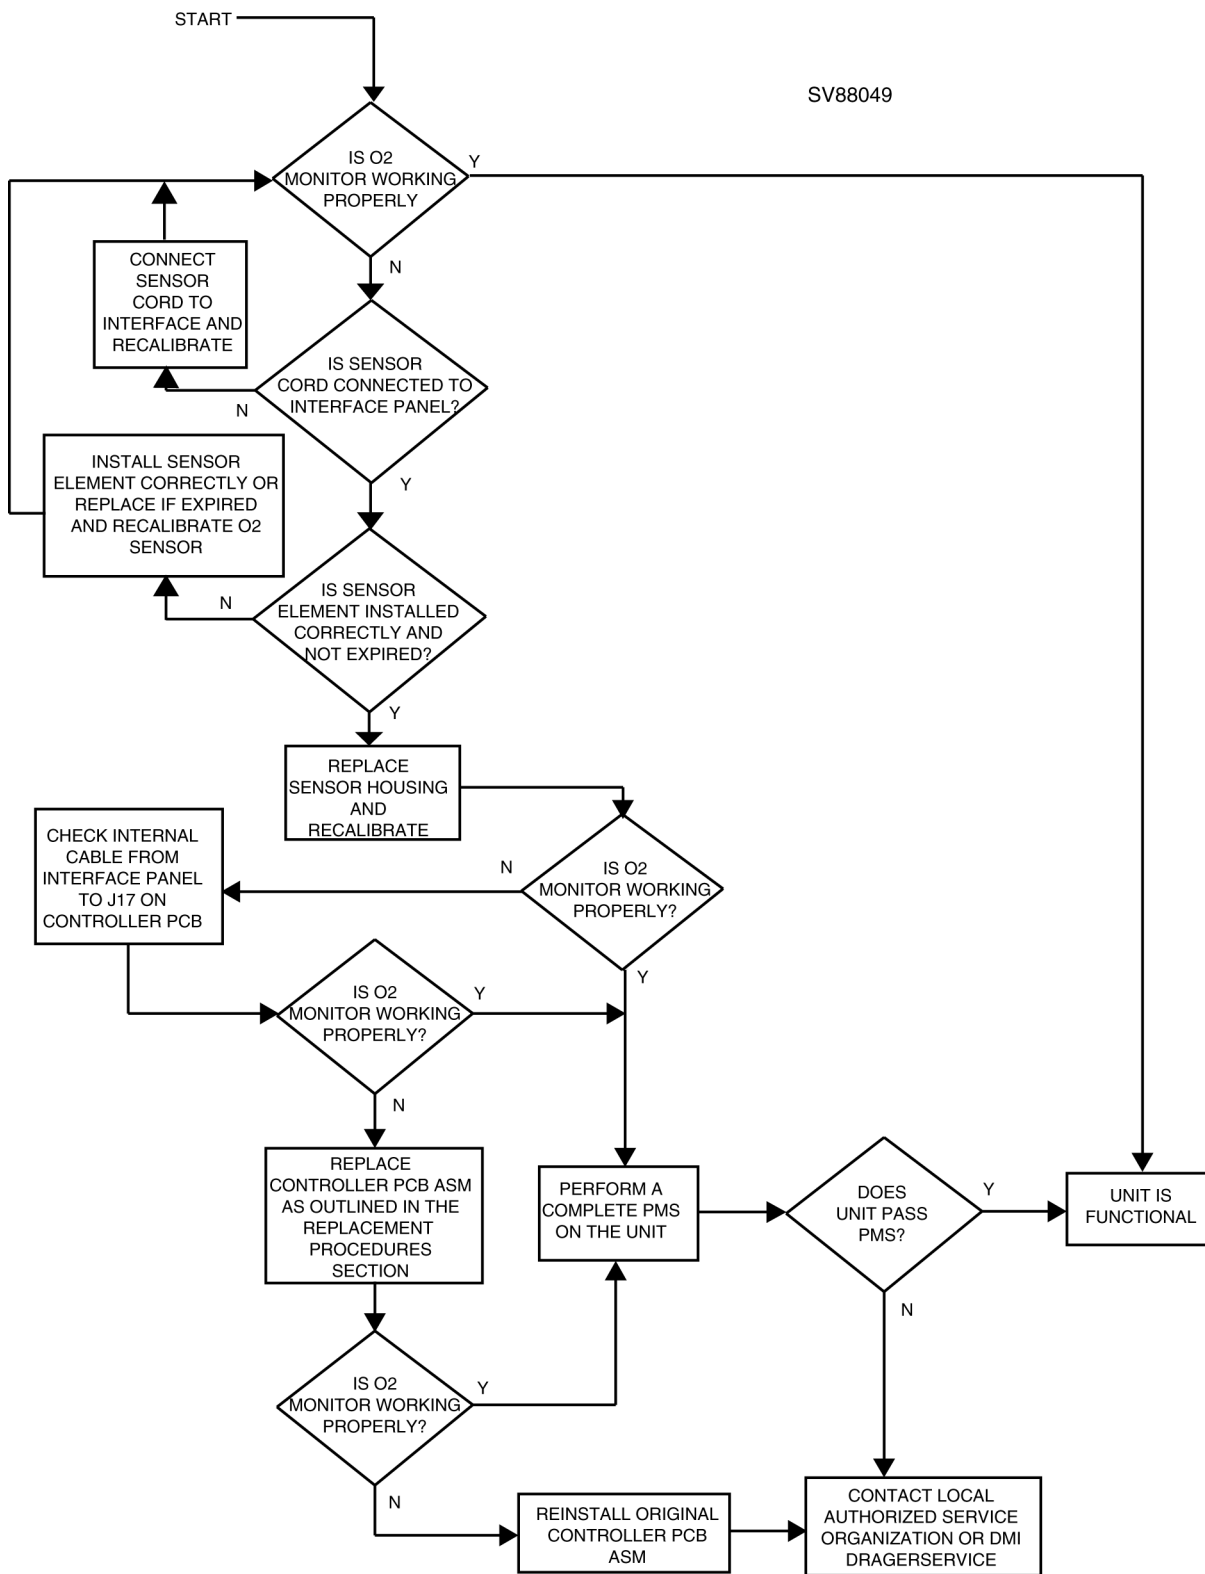 START
SV88049
IS O2
MONITOR WORKING
PROPERLY
Y
N
CONNECT
SENSOR
CORD TO
INTERFACE AND
RECALIBRATE
IS SENSOR
CORD CONNECTED TO
INTERFACE PANEL?
N
Y
INSTALL SENSOR
ELEMENT CORRECTLY OR
REPLACE IF EXPIRED
AND RECALIBRATE O2
SENSOR
IS SENSOR
ELEMENT INSTALLED
CORRECTLY AND
NOT EXPIRED?
N
Y
REPLACE
SENSOR HOUSING
AND
RECALIBRATE
IS O2
MONITOR WORKING
PROPERLY?
N
Y
CHECK INTERNAL
CABLE FROM
INTERFACE PANEL
TO J17 ON
CONTROLLER PCB
IS O2
MONITOR WORKING
PROPERLY?
Y
N
REPLACE
CONTROLLER PCB ASM
AS OUTLINED IN THE
REPLACEMENT
PROCEDURES
SECTION
PERFORM A
COMPLETE PMS
ON THE UNIT
DOES
UNIT PASS
PMS?
Y
N
UNIT IS
FUNCTIONAL
IS O2
MONITOR WORKING
PROPERLY?
Y
N
REINSTALL ORIGINAL
CONTROLLER PCB
ASM
CONTACT LOCAL
AUTHORIZED SERVICE
ORGANIZATION OR DMI
DRAGERSERVICE